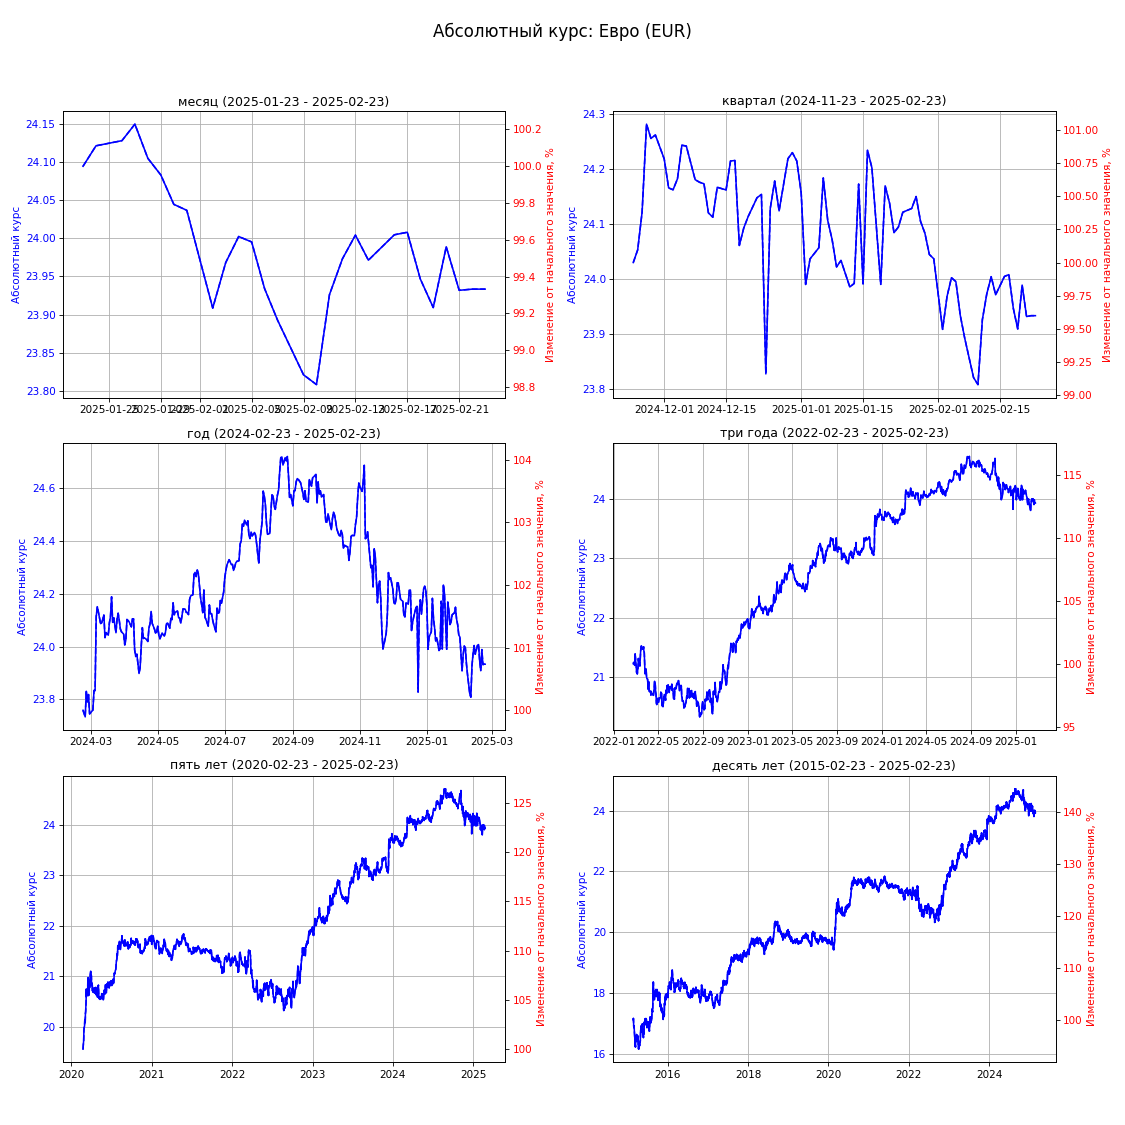 Абсолютный курс: Евро (EUR)
месяц (2025-01-23 - 2025-02-23)
Абсолютный курс
24.15
24.10
24.05
24.00
23.95
23.90
23.85
23.80
100.2
100.0
99.8
99.6
99.4
99.2
99.0
98.8
Изменение от начального значения, %
2025-01-25 2025-01-29 2025-02-01 2025-02-05 2025-02-09 2025-02-13 2025-02-17 2025-02-21
квартал (2024-11-23 - 2025-02-23)
Абсолютный курс
24.3
24.2
24.1
24.0
23.9
23.8
101.00
100.75
100.50
100.25
100.00
99.75
99.50
99.25
99.00
Изменение от начального значения, %
2024-12-01 2024-12-15 2025-01-01 2025-01-15 2025-02-01 2025-02-15
год (2024-02-23 - 2025-02-23)
Абсолютный курс
24.6
24.4
24.2
24.0
23.8
104
103
102
101
100
Изменение от начального значения, %
2024-03 2024-05 2024-07 2024-09 2024-11 2025-01 2025-03
три года (2022-02-23 - 2025-02-23)
Абсолютный курс
24
23
22
21
115
110
105
100
95
Изменение от начального значения, %
2022-01 2022-05 2022-09 2023-01 2023-05 2023-09 2024-01 2024-05 2024-09 2025-01
пять лет (2020-02-23 - 2025-02-23)
Абсолютный курс
24
23
22
21
20
125
120
115
110
105
100
Изменение от начального значения, %
2020 2021 2022 2023 2024 2025
десять лет (2015-02-23 - 2025-02-23)
Абсолютный курс
24
22
20
18
16
140
130
120
110
100
Изменение от начального значения, %
2016 2018 2020 2022 2024